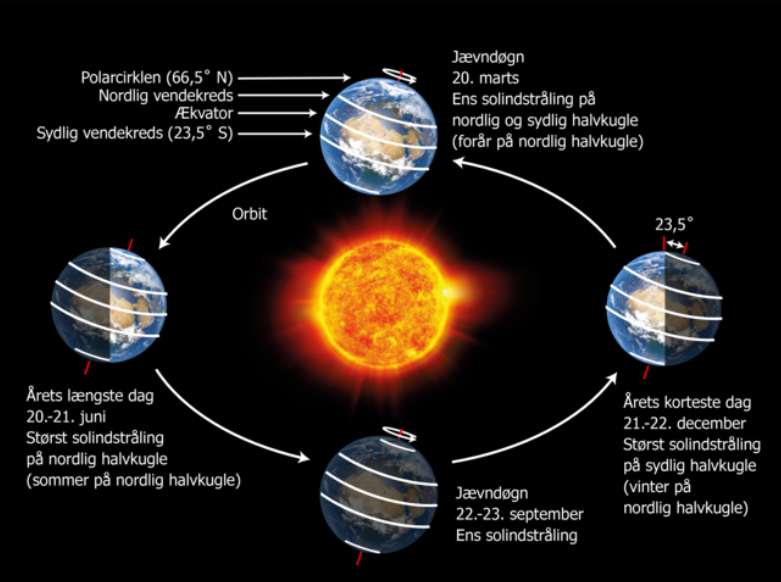 Polarcirklen (66,5° N)
Nordlig vendekreds
Ækvator
Sydlig vendekreds (23,5° S)
Jævndøgn
20. marts
Ens solindstråling på
nordlig og sydlig halvkugle
(forår på nordlig halvkugle)
Orbit
23,5°
Årets længste dag
20.-21. juni
Størst solindstråling
på nordlig halvkugle
(sommer på nordlig halvkugle)
Jævndøgn
22.-23. september
Ens solindstråling
Årets korteste dag
21.-22. december
Størst solindstråling
på sydlig halvkugle
(vinter på
nordlig halvkugle)